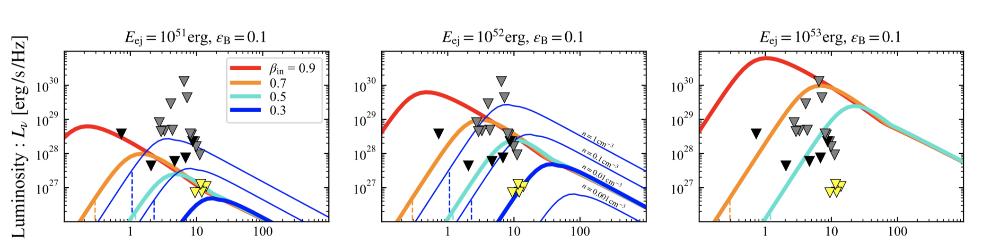 E_ej = 10^51 erg, ε_B = 0.1
E_ej = 10^52 erg, ε_B = 0.1
E_ej = 10^53 erg, ε_B = 0.1
Luminosity : L_ν [erg/s/Hz]
10^30
10^29
10^28
10^27
β_in = 0.9
0.7
0.5
0.3
1
10
100
10^30
10^29
10^28
10^27
n = 1 cm^−3
n = 0.1 cm^−3
n = 0.01 cm^−3
n = 0.001 cm^−3
1
10
100
10^30
10^29
10^28
10^27
1
10
100